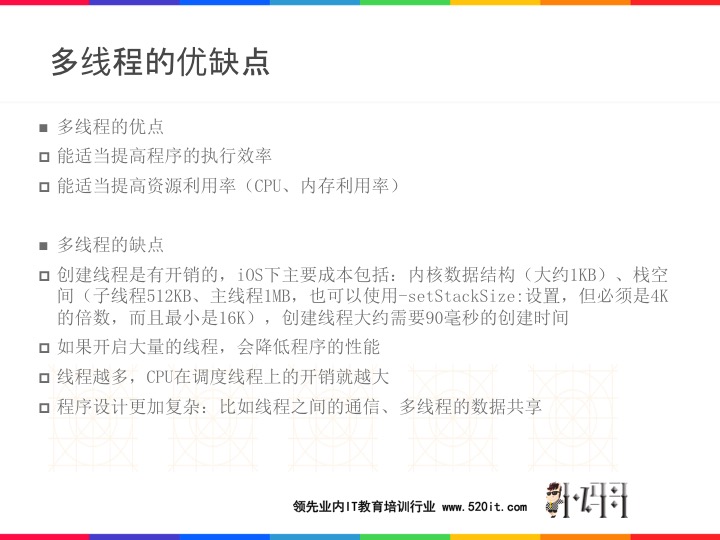 多线程的优缺点
多线程的优点
能适当提高程序的执行效率
能适当提高资源利用率（CPU、内存利用率）
多线程的缺点
创建线程是有开销的，iOS下主要成本包括：内核数据结构（大约1KB）、栈空
间（子线程512KB、主线程1MB，也可以使用-setStackSize:设置，但必须是4K
的倍数，而且最小是16K），创建线程大约需要90毫秒的创建时间
如果开启大量的线程，会降低程序的性能
线程越多，CPU在调度线程上的开销就越大
程序设计更加复杂：比如线程之间的通信、多线程的数据共享
领先业内IT教育培训行业 www.520it.com
小码哥